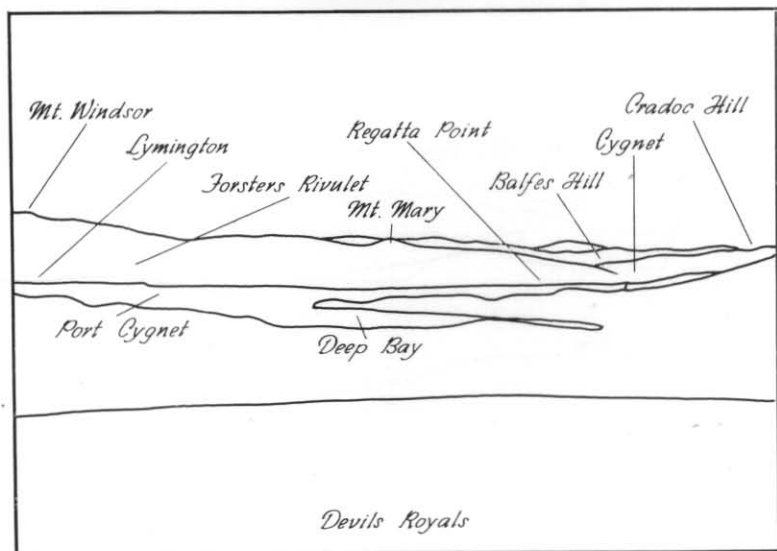 Mt. Windsor
Cradoc Hill
Lymington
Regatta Point
Cygnet
Forsters Rivulet
Balfes Hill
Mt. Mary
Port Cygnet
Deep Bay
Devils Royals